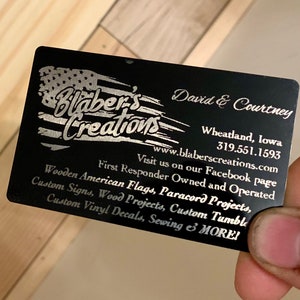 Blaber's
Creations
David & Courtney
Wheatland, Iowa
319.551.1593
www.blaberscreations.com
Visit us on our Facebook page
First Responder Owned and Operated
Wooden American Flags, Paracord Projects,
Custom Signs, Wood Projects, Custom Tumbl
Custom Vinyl Decals, Sewing & MORE!